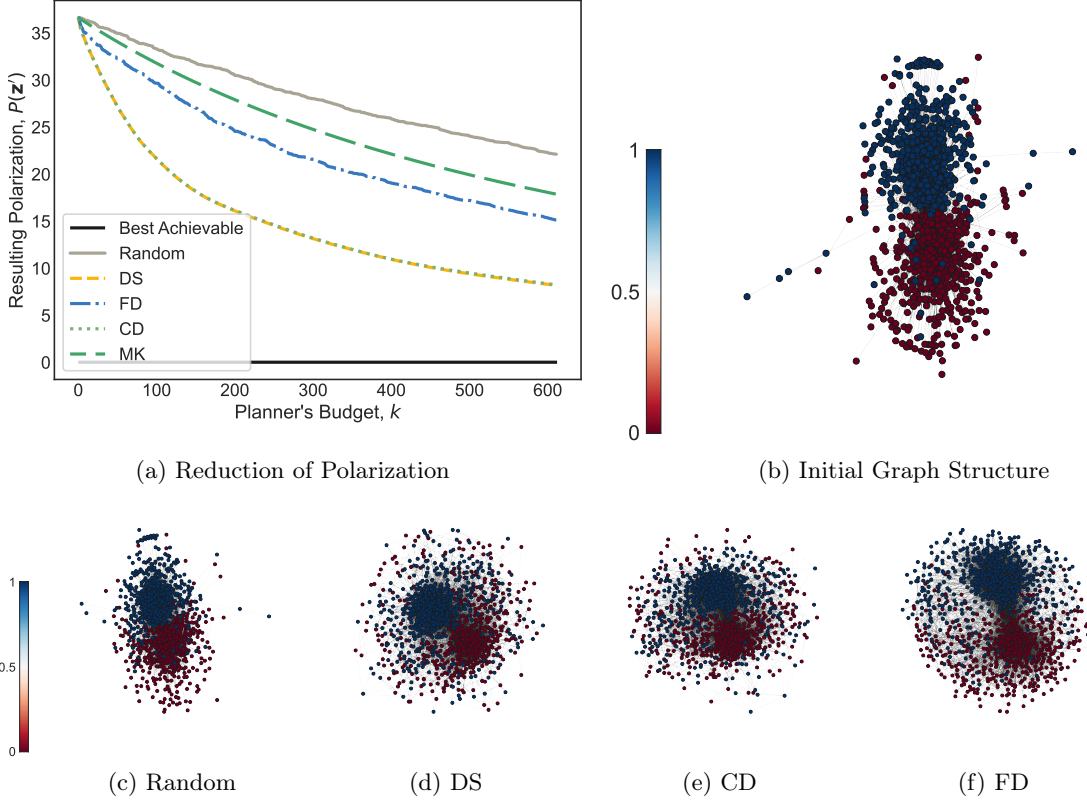 35
30
25
20
15
10
5
0
Resulting Polarization, P(z′)
Best Achievable
Random
DS
FD
CD
MK
0 100 200 300 400 500 600
Planner's Budget, k
(a) Reduction of Polarization
1
0.5
0
(b) Initial Graph Structure
1
0.5
0
(c) Random
(d) DS
(e) CD
(f) FD